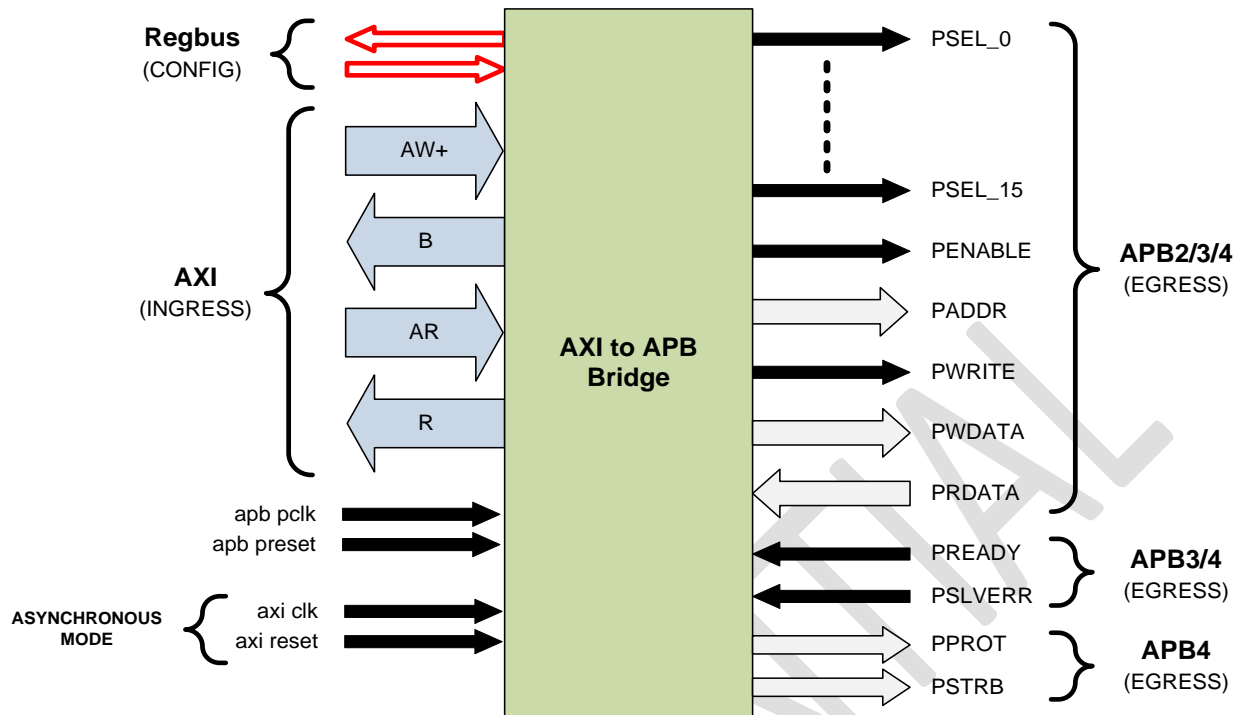 Regbus
(CONFIG)
AXI
(INGRESS)
AW+
B
AR
R
apb pclk
apb preset
ASYNCHRONOUS
MODE
axi clk
axi reset
AXI to APB
Bridge
PSEL_0
PSEL_15
PENABLE
PADDR
PWRITE
PWDATA
PRDATA
PREADY
PSLVERR
PPROT
PSTRB
APB2/3/4
(EGRESS)
APB3/4
(EGRESS)
APB4
(EGRESS)
TIAL